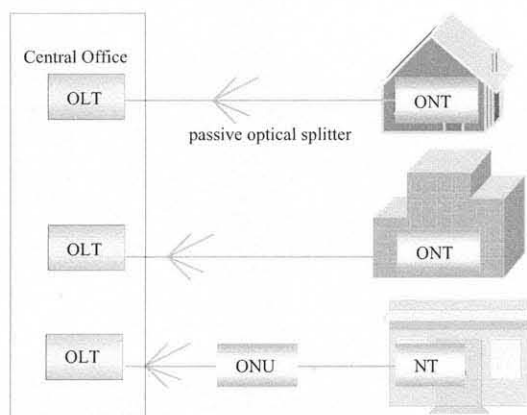 Central Office
OLT
ONT
passive optical splitter
OLT
ONT
OLT
ONU
NT